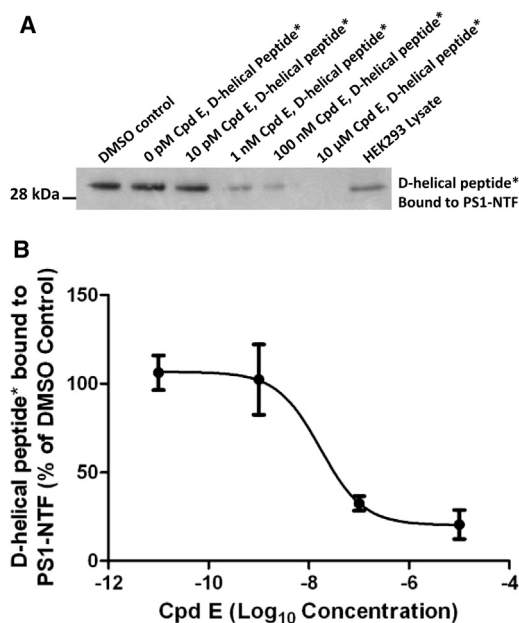 A
DMSO control
0 pM Cpd E, D-helical Peptide*
10 pM Cpd E, D-helical peptide*
1 nM Cpd E, D-helical peptide*
100 nM Cpd E, D-helical peptide*
10 µM Cpd E, D-helical peptide*
HEK293 Lysate
28 kDa
D-helical peptide*
Bound to PS1-NTF
B
D-helical peptide* bound to
PS1-NTF (% of DMSO Control)
150
100
50
0
-12
-10
-8
-6
-4
Cpd E (Log10 Concentration)